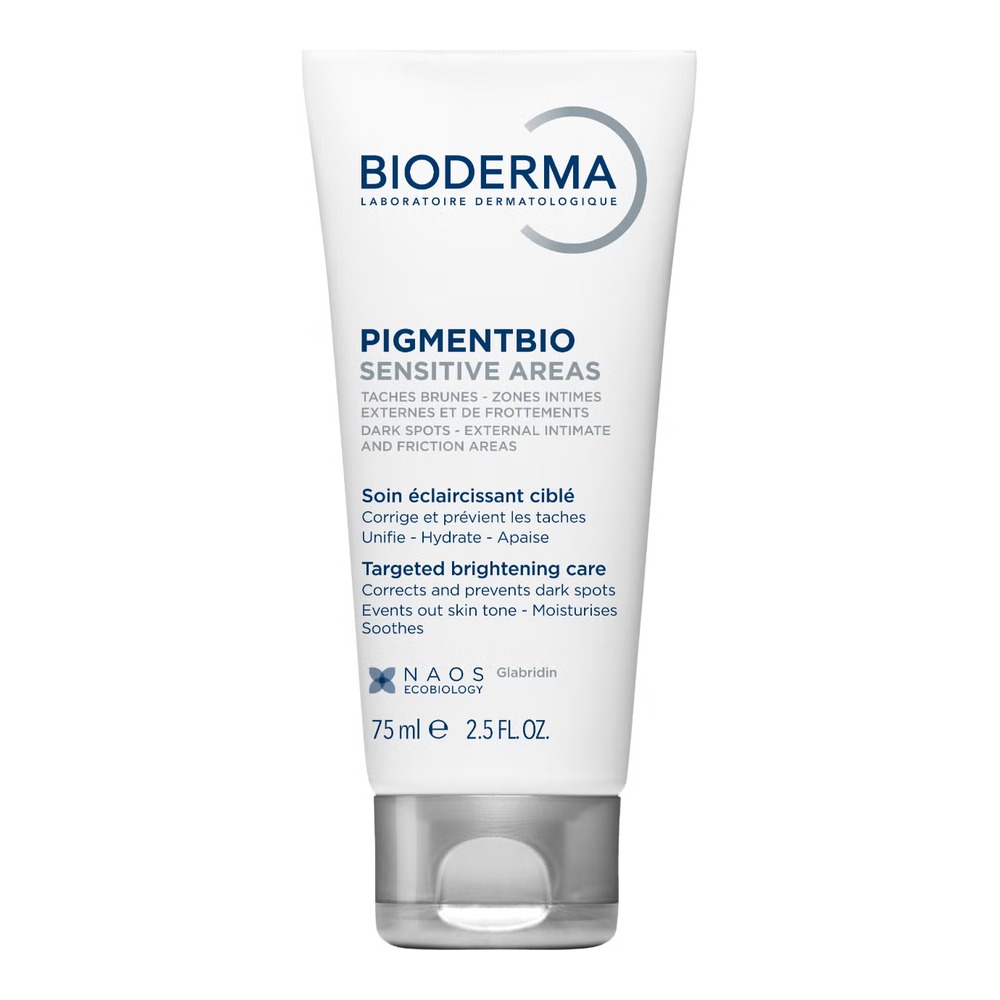 BIODERMA
LABORATOIRE DERMATOLOGIQUE
PIGMENTBIO
SENSITIVE AREAS
TACHES BRUNES - ZONES INTIMES
EXTERNES ET DE FROTTEMENTS
DARK SPOTS - EXTERNAL INTIMATE
AND FRICTION AREAS
Soin éclaircissant ciblé
Corrige et prévient les taches
Unifie - Hydrate - Apaise
Targeted brightening care
Corrects and prevents dark spots
Events out skin tone - Moisturises
Soothes
NAOS Glabridin
ECOBIOLOGY
75 ml ℮ 2.5 FL.OZ.